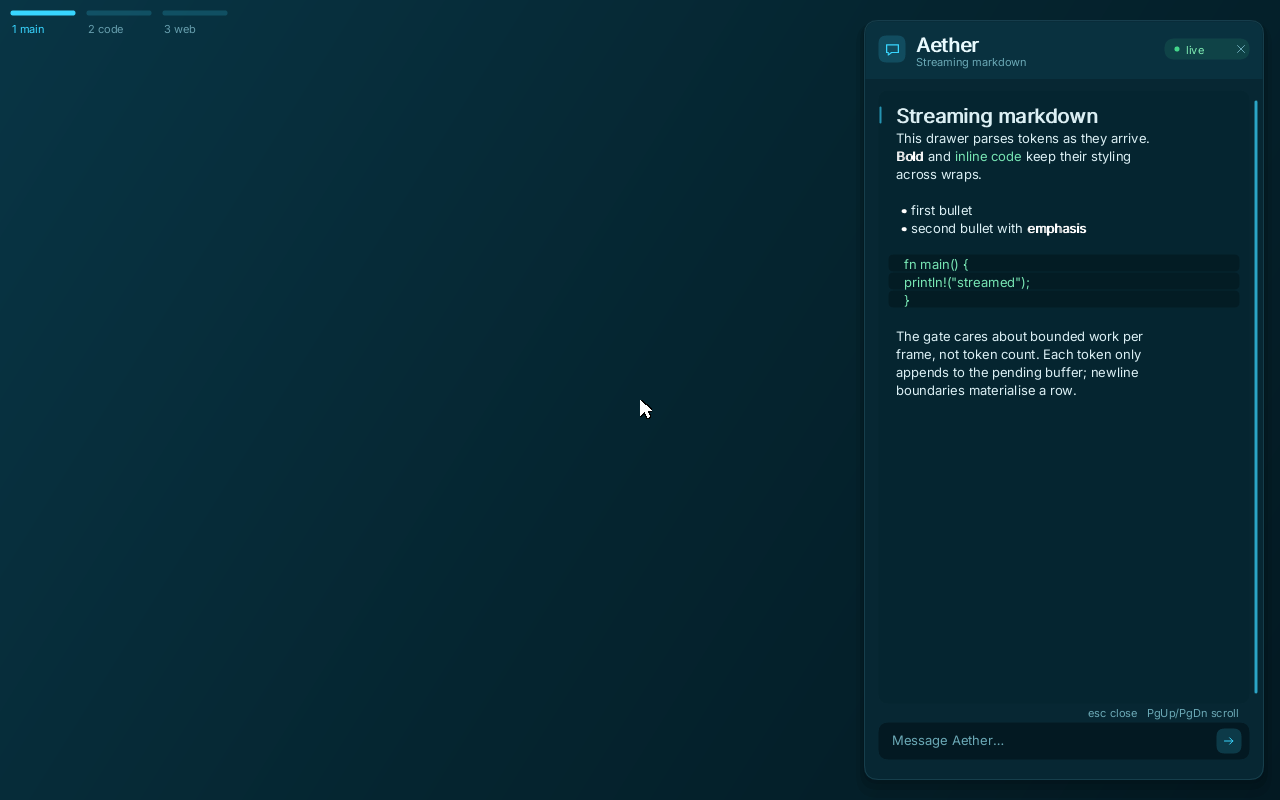 1 main
2 code
3 web
Aether
Streaming markdown
live
Streaming markdown
This drawer parses tokens as they arrive.
Bold and inline code keep their styling
across wraps.
• first bullet
• second bullet with emphasis
fn main() {
println!("streamed");
}
The gate cares about bounded work per
frame, not token count. Each token only
appends to the pending buffer; newline
boundaries materialise a row.
esc close PgUp/PgDn scroll
Message Aether...